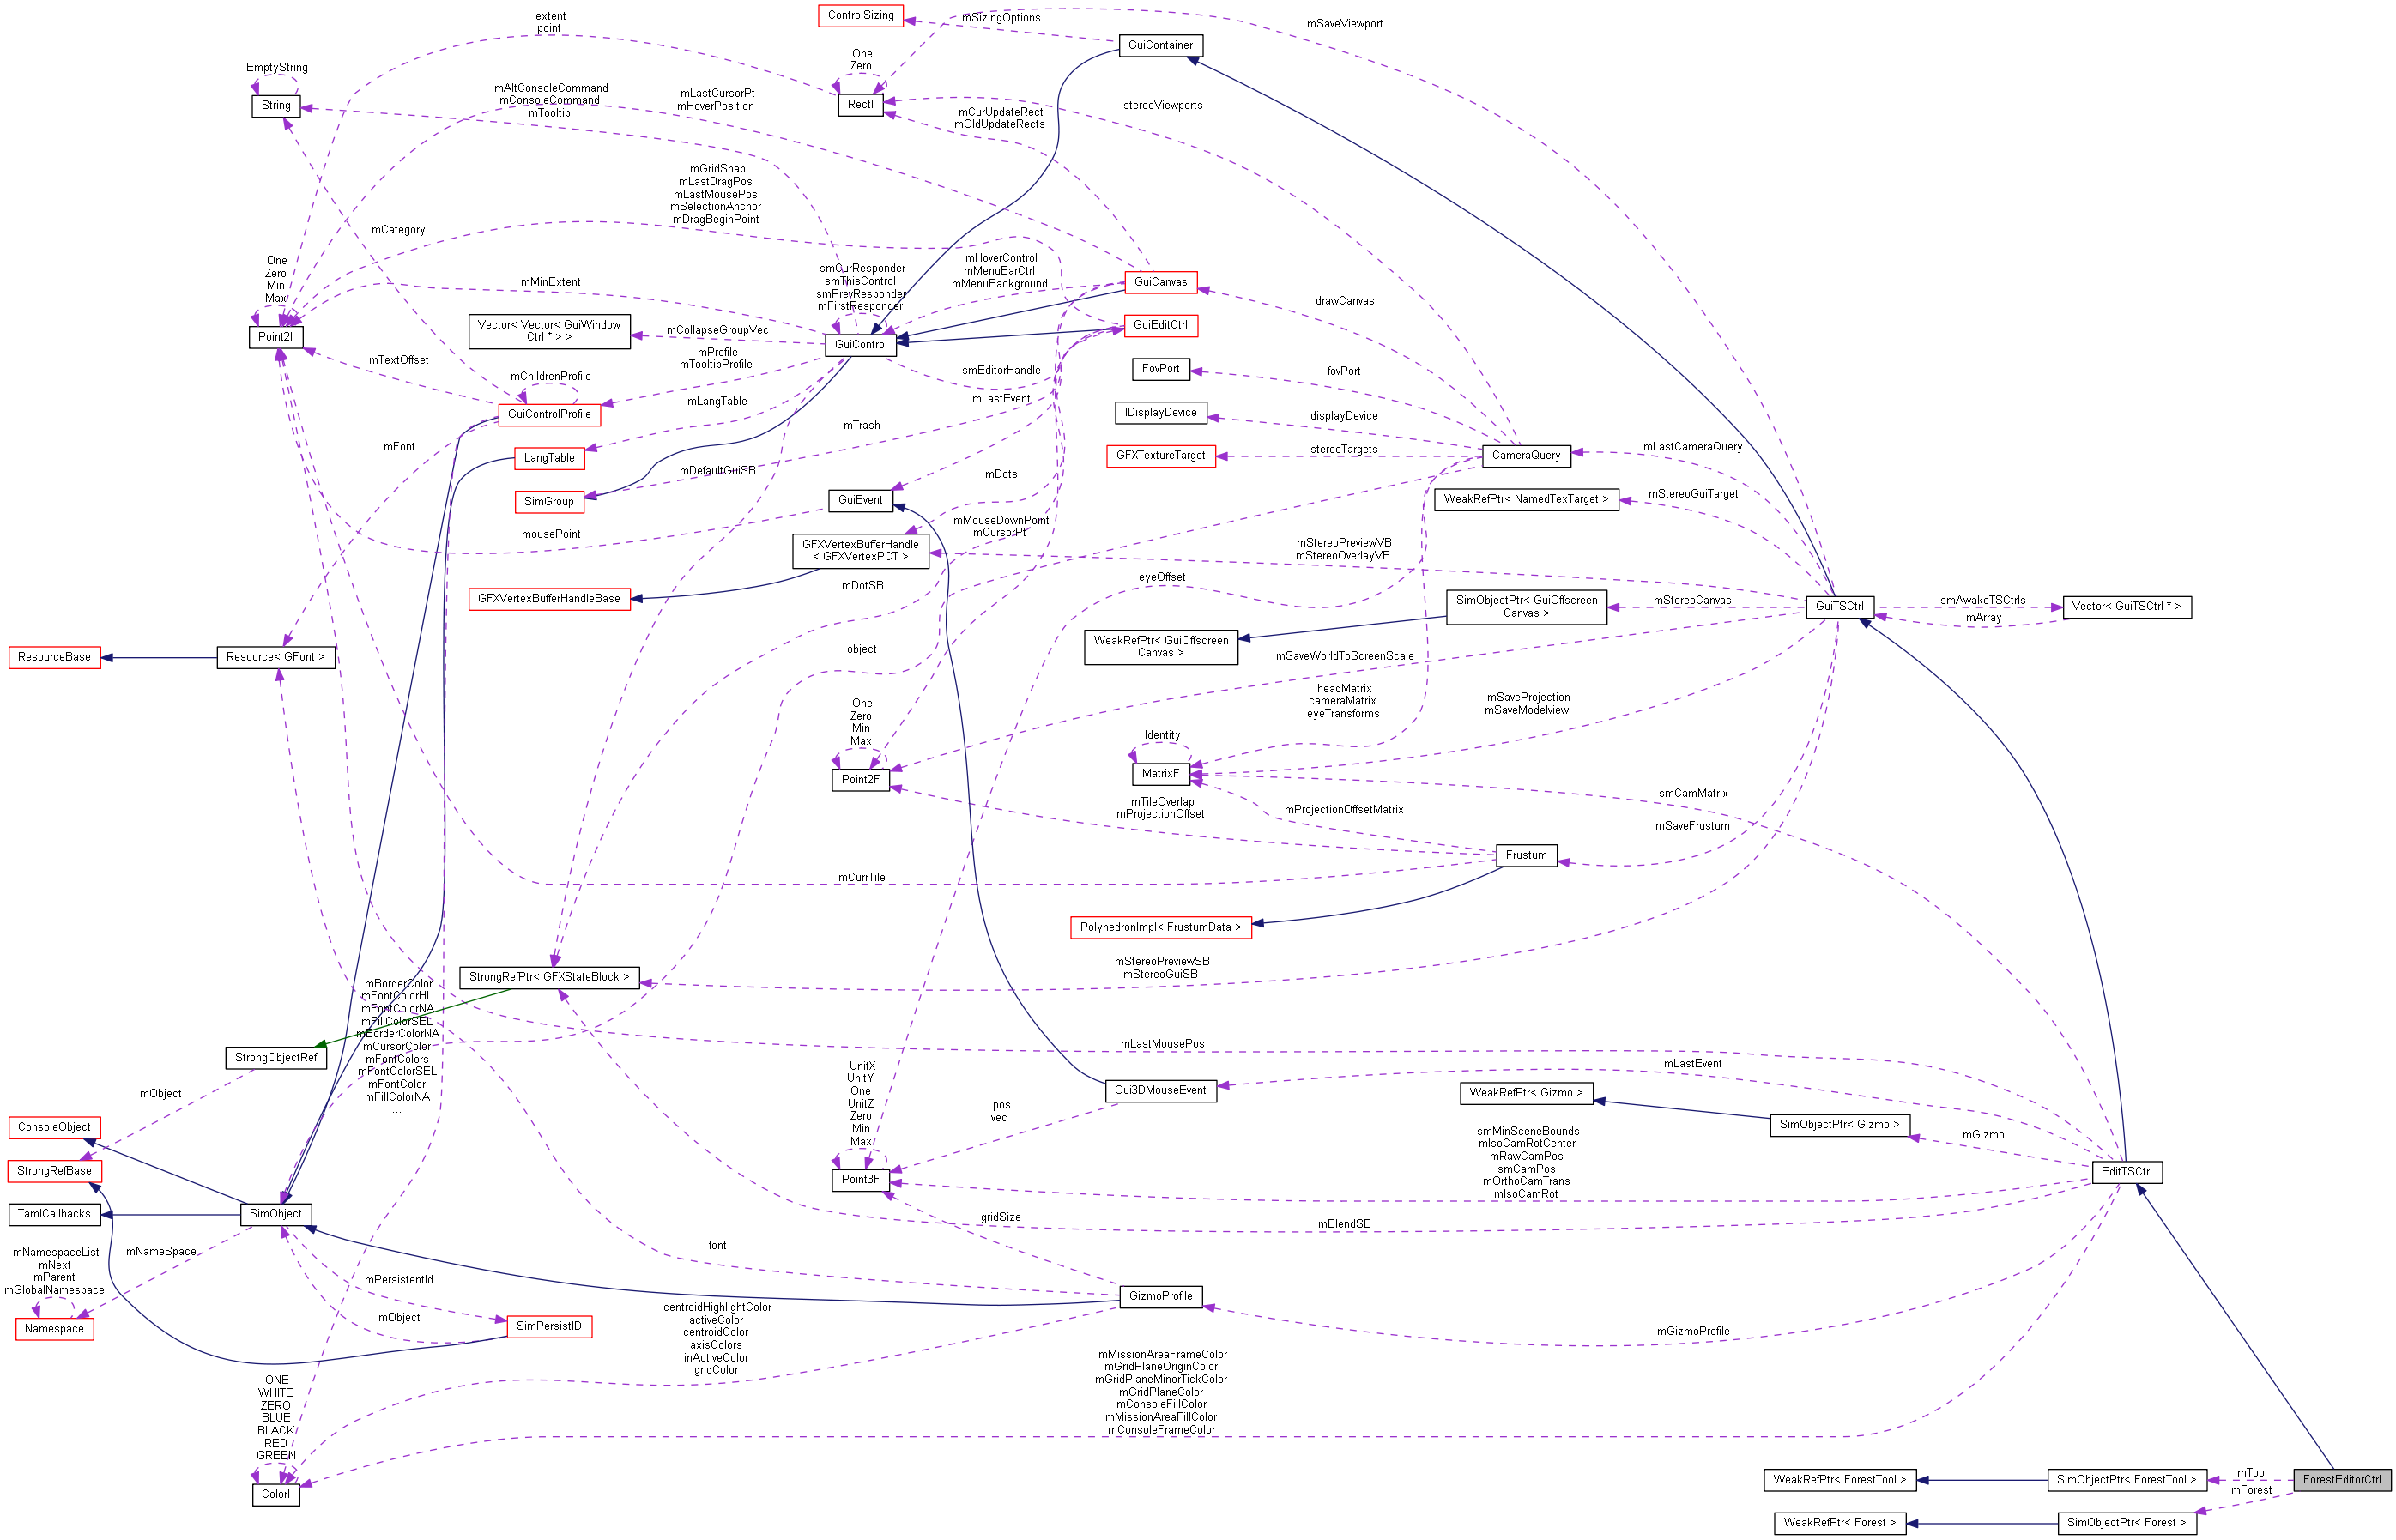 ControlSizing
mSizingOptions
mSaveViewport
extent
point
GuiContainer
One
Zero
EmptyString
String
RectI
mAltConsoleCommand
mConsoleCommand
mTooltip
mLastCursorPt
mHoverPosition
stereoViewports
mCurUpdateRect
mOldUpdateRects
mGridSnap
mLastDragPos
mLastMousePos
mSelectionAnchor
mDragBeginPoint
mCategory
One
Zero
Min
Max
Point2I
mMinExtent
smCurResponder
smThisControl
smPrevResponder
mFirstResponder
GuiControl
mHoverControl
mMenuBarCtrl
mMenuBackground
GuiCanvas
drawCanvas
Vector< Vector< GuiWindow
Ctrl * > >
mCollapseGroupVec
GuiEditCtrl
mTextOffset
mProfile
mTooltipProfile
mChildrenProfile
GuiControlProfile
smEditorHandle
FovPort
fovPort
mLangTable
mLastEvent
IDisplayDevice
displayDevice
mFont
mTrash
LangTable
GFXTextureTarget
stereoTargets
CameraQuery
mLastCameraQuery
mDefaultGuiSB
mDots
SimGroup
GuiEvent
WeakRefPtr< NamedTexTarget >
mStereoGuiTarget
mousePoint
mMouseDownPoint
mCursorPt
GFXVertexBufferHandle
< GFXVertexPCT >
mStereoPreviewVB
mStereoOverlayVB
mDotSB
eyeOffset
GFXVertexBufferHandleBase
SimObjectPtr< GuiOffscreen
Canvas >
mStereoCanvas
GuiTSCtrl
smAwakeTSCtrls
mArray
Vector< GuiTSCtrl * >
WeakRefPtr< GuiOffscreen
Canvas >
ResourceBase
Resource< GFont >
object
mSaveWorldToScreenScale
headMatrix
cameraMatrix
eyeTransforms
mSaveProjection
mSaveModelview
One
Zero
Min
Max
Point2F
Identity
MatrixF
smCamMatrix
mTileOverlap
mProjectionOffset
mProjectionOffsetMatrix
mSaveFrustum
Frustum
mCurrTile
PolyhedronImpl< FrustumData >
StrongRefPtr< GFXStateBlock >
mStereoPreviewSB
mStereoGuiSB
mBorderColor
mFontColorHL
mFontColorNA
mFillColorSEL
mBorderColorNA
mCursorColor
mFontColors
mFontColorSEL
mFontColor
mFillColorNA
...
StrongObjectRef
mLastMousePos
mLastEvent
mObject
UnitX
UnitY
One
UnitZ
Zero
Min
Max
Point3F
Gui3DMouseEvent
pos
vec
WeakRefPtr< Gizmo >
SimObjectPtr< Gizmo >
mGizmo
ConsoleObject
StrongRefBase
smMinSceneBounds
mIsoCamRotCenter
mRawCamPos
smCamPos
mOrthoCamTrans
mIsoCamRot
EditTSCtrl
TamlCallbacks
SimObject
gridSize
mBlendSB
mNamespaceList
mNext
mParent
mGlobalNamespace
mNameSpace
font
mPersistentId
GizmoProfile
mObject
Namespace
SimPersistID
centroidHighlightColor
activeColor
centroidColor
axisColors
inActiveColor
gridColor
mGizmoProfile
mMissionAreaFrameColor
mGridPlaneOriginColor
mGridPlaneMinorTickColor
mGridPlaneColor
mConsoleFillColor
mMissionAreaFillColor
mConsoleFrameColor
ONE
WHITE
ZERO
BLUE
BLACK
RED
GREEN
ColorI
WeakRefPtr< ForestTool >
SimObjectPtr< ForestTool >
mTool
mForest
ForestEditorCtrl
WeakRefPtr< Forest >
SimObjectPtr< Forest >